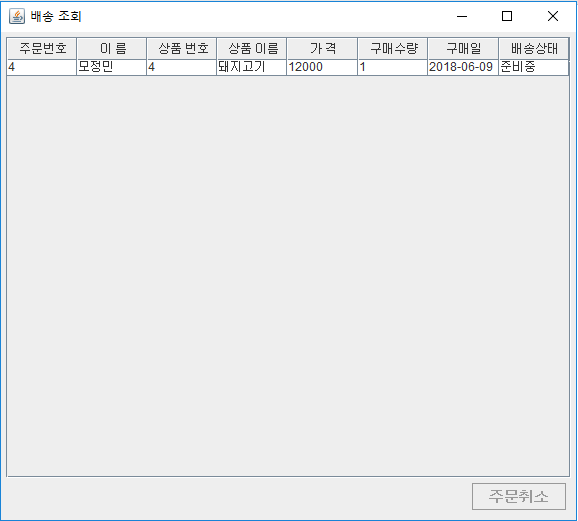 배송 조회
주문번호 이 름 상품 번호 상품 이름 가 격 구매수량 구매일 배송상태
4 모정민 4 돼지고기 12000 1 2018-06-09 준비중
주문취소